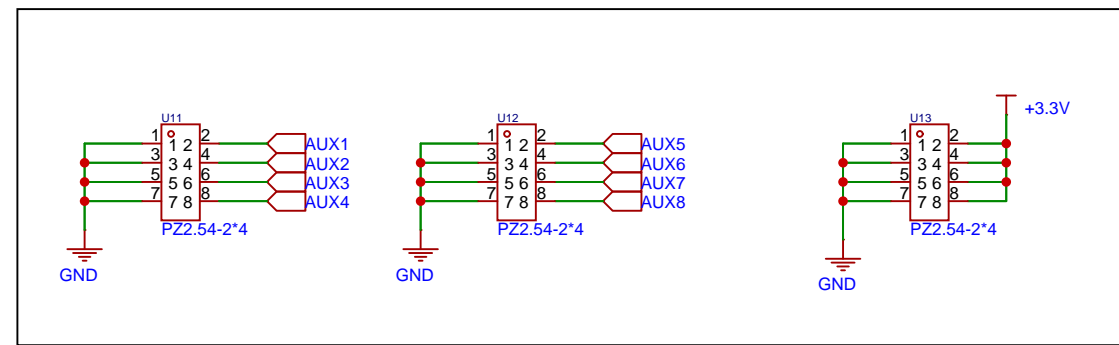 U11
1 1 2 2 AUX1
3 3 4 4 AUX2
5 5 6 6 AUX3
7 7 8 8 AUX4
PZ2.54-2*4
GND
U12
1 1 2 2 AUX5
3 3 4 4 AUX6
5 5 6 6 AUX7
7 7 8 8 AUX8
PZ2.54-2*4
GND
+3.3V
U13
1 1 2 2
3 3 4 4
5 5 6 6
7 7 8 8
PZ2.54-2*4
GND